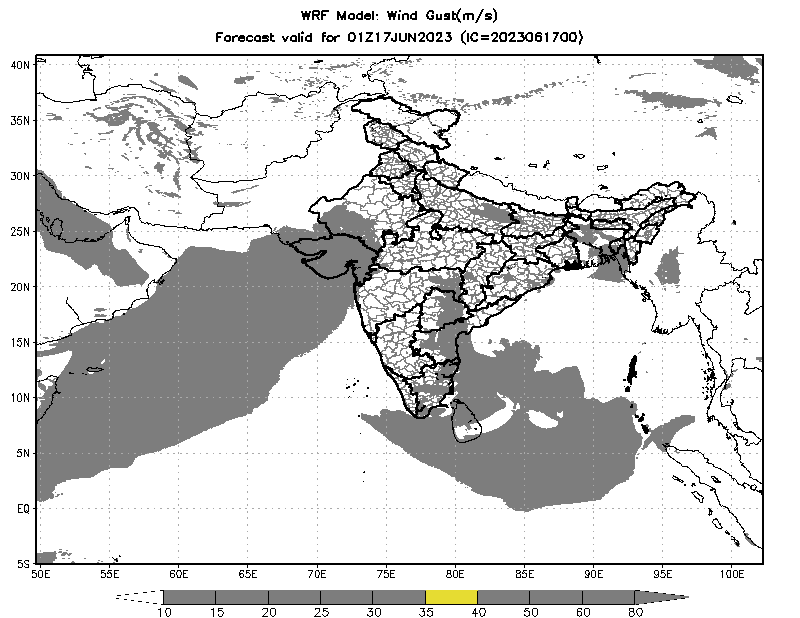 WRF Model: Wind Gust(m/s)
Forecast valid for 01Z17JUN2023 (IC=2023061700)
40N
35N
30N
25N
20N
15N
10N
5N
EQ
5S
50E 55E 60E 65E 70E 75E 80E 85E 90E 95E 100E
10 15 20 25 30 35 40 50 60 80